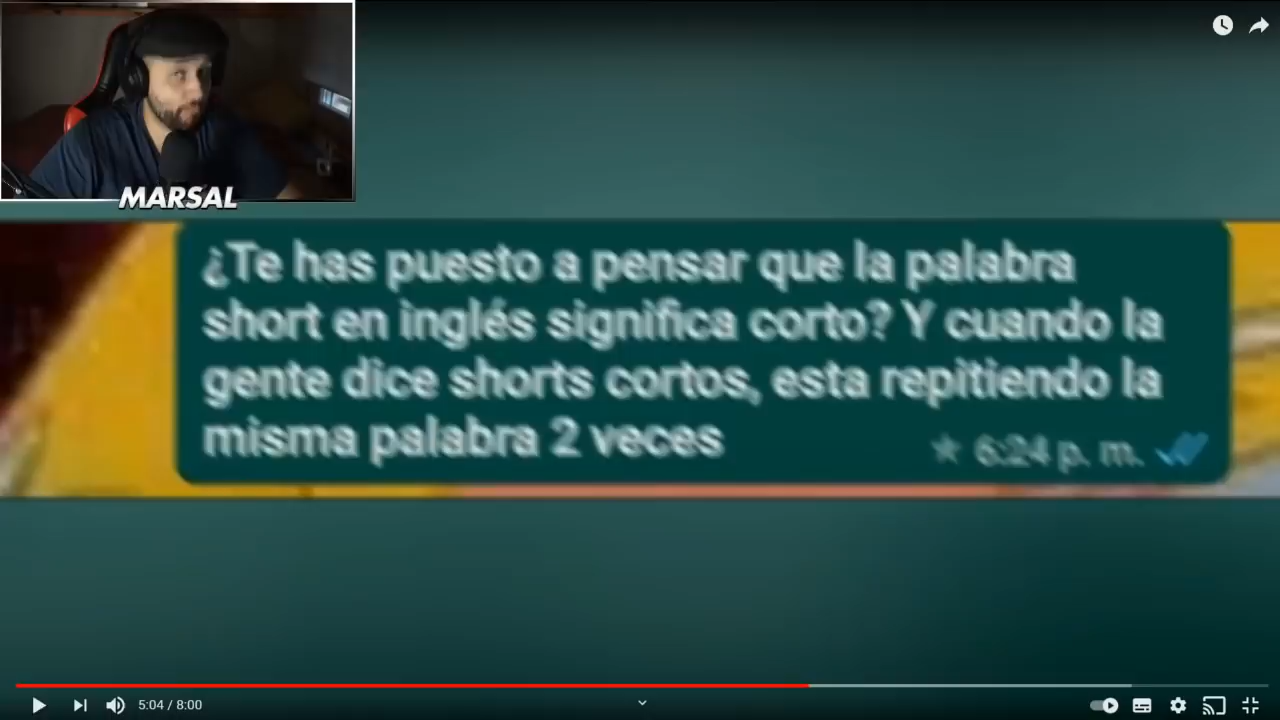 MARSAL
¿Te has puesto a pensar que la palabra
short en inglés significa corto? Y cuando la
gente dice shorts cortos, esta repitiendo la
misma palabra 2 veces
6:24 p. m.
5:04 / 8:00